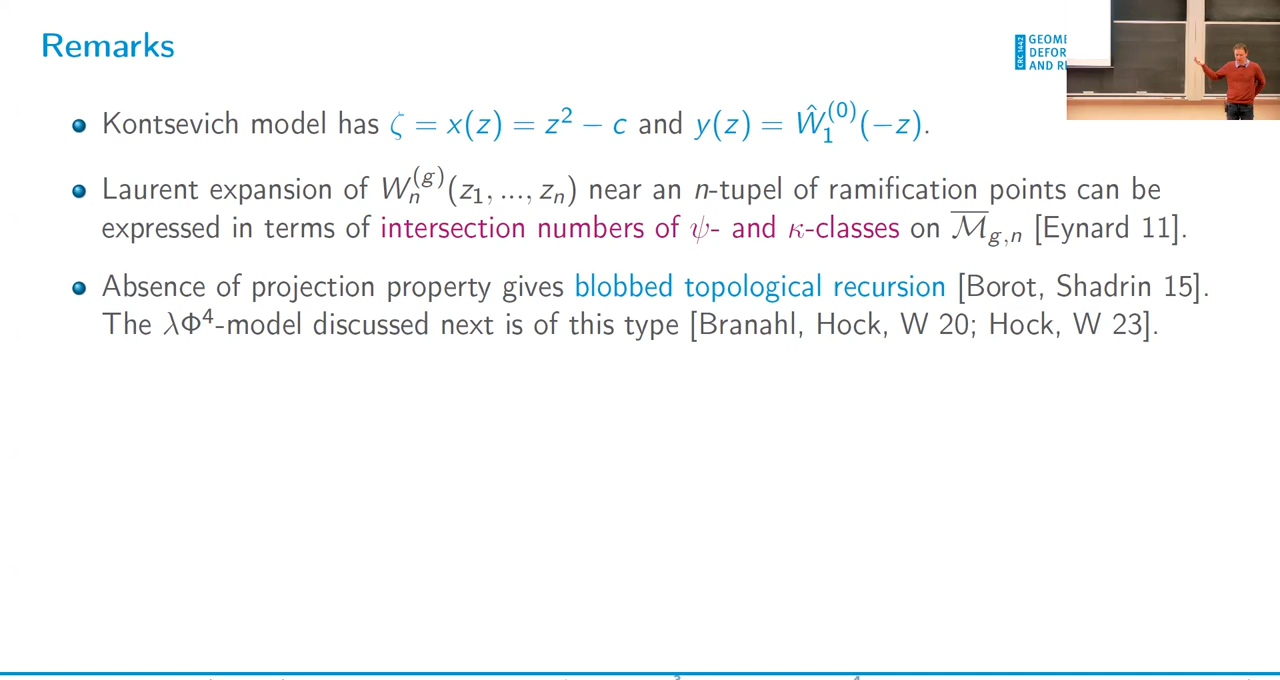 Remarks
CRC 1442
GEOME
DEFOR
AND R
Kontsevich model has ζ = x(z) = z² − c and y(z) = Ŵ₁⁽⁰⁾(−z).
Laurent expansion of Wₙ⁽ᵍ⁾(z₁, ..., zₙ) near an n-tupel of ramification points can be
expressed in terms of intersection numbers of ψ- and κ-classes on ℳ̅g,n [Eynard 11].
Absence of projection property gives blobbed topological recursion [Borot, Shadrin 15].
The λΦ⁴-model discussed next is of this type [Branahl, Hock, W 20; Hock, W 23].